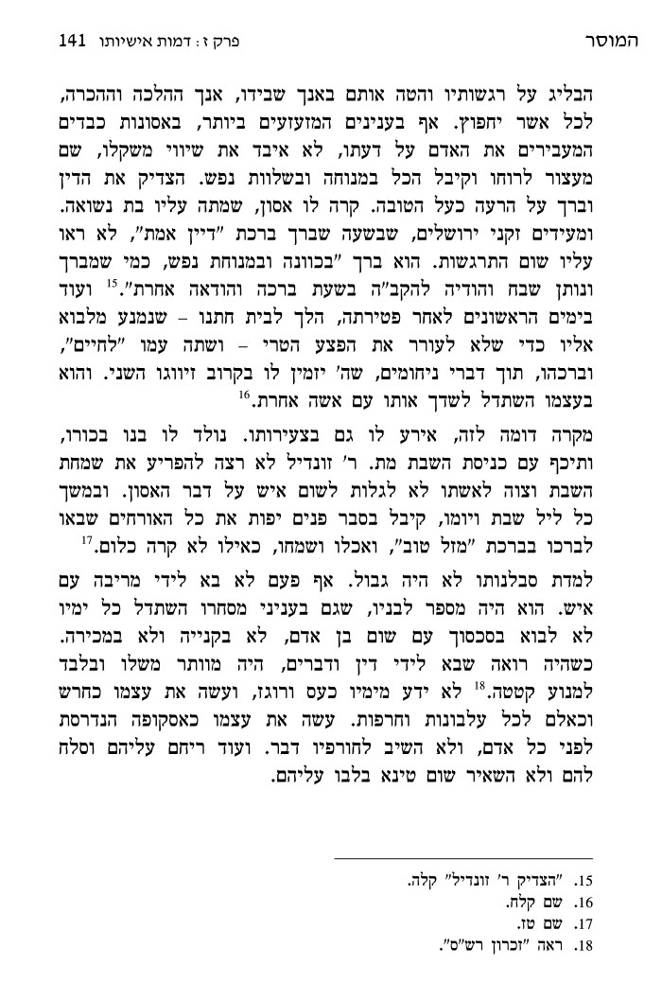 המוסר פרק ז : דמות אישיותו 141
הבליג על רגשותיו והטה אותם באנך שבידו, אנך ההלכה וההכרה,
לכל אשר יחפוץ. אף בענינים המזעזעים ביותר, באסונות כבדים
המעבירים את האדם על דעתו, לא איבד את שיווי משקלו, שם
מעצור לרוחו וקיבל הכל במנוחה ובשלוות נפש. הצדיק את הדין
וברך על הרעה כעל הטובה. קרה לו אסון, שמתה עליו בת נשואה.
ומעידים זקני ירושלים, שבשעה שברך ברכת "דיין אמת", לא ראו
עליו שום התרגשות. הוא ברך "בכוונה ובמנוחת נפש, כמי שמברך
ונותן שבח והודיה להקב"ה בשעת ברכה והודאה אחרת".15 ועוד
בימים הראשונים לאחר פטירתה, הלך לבית חתנו – שנמנע מלבוא
אליו כדי שלא לעורר את הפצע הטרי – ושתה עמו "לחיים",
וברכהו, תוך דברי ניחומים, שה' יזמין לו בקרוב זיווגו השני. והוא
בעצמו השתדל לשדך אותו עם אשה אחרת.16
מקרה דומה לזה, אירע לו גם בצעירותו. נולד לו בנו בכורו,
ותיכף עם כניסת השבת מת. ר' זונדיל לא רצה להפריע את שמחת
השבת וצוה לאשתו לא לגלות לשום איש על דבר האסון. ובמשך
כל ליל שבת ויומו, קיבל בסבר פנים יפות את כל האורחים שבאו
לברכו בברכת "מזל טוב", ואכלו ושמחו, כאילו לא קרה כלום.17
למדת סבלנותו לא היה גבול. אף פעם לא בא לידי מריבה עם
איש. הוא היה מספר לבניו, שגם בעניני מסחרו השתדל כל ימיו
לא לבוא בסכסוך עם שום בן אדם, לא בקנייה ולא במכירה.
כשהיה רואה שבא לידי דין ודברים, היה מוותר משלו ובלבד
למנוע קטטה.18 לא ידע מימיו כעס ורוגז, ועשה את עצמו כחרש
וכאלם לכל עלבונות וחרפות. עשה את עצמו כאסקופה הנדרסת
לפני כל אדם, ולא השיב לחורפיו דבר. ועוד ריחם עליהם וסלח
להם ולא השאיר שום טינא בלבו עליהם.
15. "הצדיק ר' זונדיל" קלה.
16. שם קלח.
17. שם טז.
18. ראה "זכרון רש"ס".